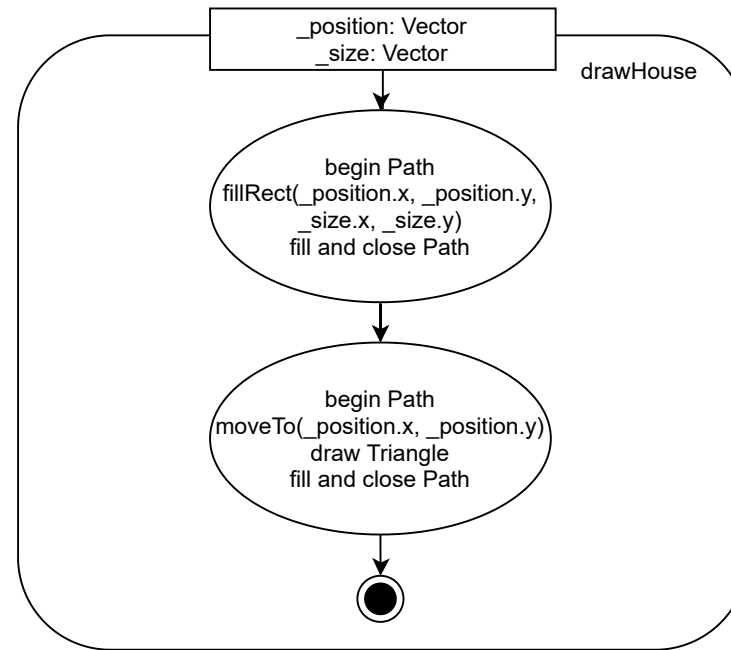 _position: Vector
_size: Vector
drawHouse
begin Path
fillRect(_position.x, _position.y,
_size.x, _size.y)
fill and close Path
begin Path
moveTo(_position.x, _position.y)
draw Triangle
fill and close Path